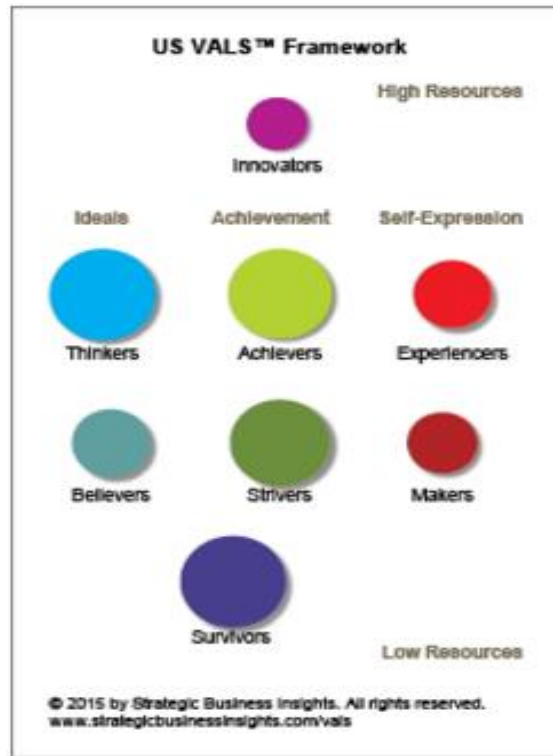 US VALS™ Framework
High Resources
Innovators
Ideals Achievement Self-Expression
Thinkers Achievers Experiencers
Believers Strivers Makers
Survivors
Low Resources
© 2015 by Strategic Business Insights. All rights reserved.
www.strategicbusinessinsights.com/vals